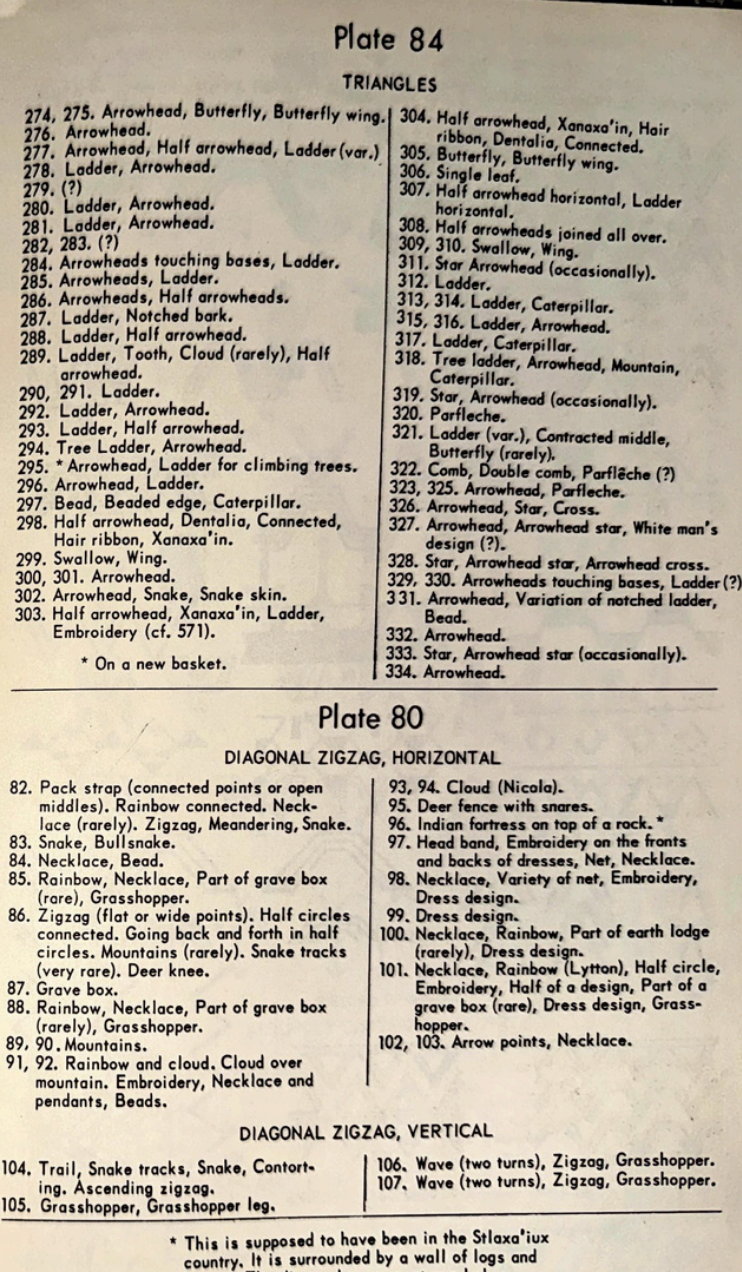 Plate 84
TRIANGLES
274, 275. Arrowhead, Butterfly, Butterfly wing.
276. Arrowhead.
277. Arrowhead, Half arrowhead, Ladder (var.)
278. Ladder, Arrowhead.
279. (?)
280. Ladder, Arrowhead.
281. Ladder, Arrowhead.
282, 283. (?)
284. Arrowheads touching bases, Ladder.
285. Arrowheads, Ladder.
286. Arrowheads, Half arrowheads.
287. Ladder, Notched bark.
288. Ladder, Half arrowhead.
289. Ladder, Tooth, Cloud (rarely), Half
arrowhead.
290, 291. Ladder.
292. Ladder, Arrowhead.
293. Ladder, Half arrowhead.
294. Tree Ladder, Arrowhead.
295. * Arrowhead, Ladder for climbing trees.
296. Arrowhead, Ladder.
297. Bead, Beaded edge, Caterpillar.
298. Half arrowhead, Dentalia, Connected,
Hair ribbon, Xanaxa'in.
299. Swallow, Wing.
300, 301. Arrowhead.
302. Arrowhead, Snake, Snake skin.
303. Half arrowhead, Xanaxa'in, Ladder,
Embroidery (cf. 571).
* On a new basket.
304. Half arrowhead, Xanaxa'in, Hair
ribbon, Dentalia, Connected.
305. Butterfly, Butterfly wing.
306. Single leaf.
307. Half arrowhead horizontal, Ladder
horizontal.
308. Half arrowheads joined all over.
309, 310. Swallow, Wing.
311. Star Arrowhead (occasionally).
312. Ladder.
313, 314. Ladder, Caterpillar.
315, 316. Ladder, Arrowhead.
317. Ladder, Caterpillar.
318. Tree ladder, Arrowhead, Mountain,
Caterpillar.
319. Star, Arrowhead (occasionally).
320. Parfleche.
321. Ladder (var.), Contracted middle,
Butterfly (rarely).
322. Comb, Double comb, Parflêche (?)
323, 325. Arrowhead, Parfleche.
326. Arrowhead, Star, Cross.
327. Arrowhead, Arrowhead star, White man's
design (?).
328. Star, Arrowhead star, Arrowhead cross.
329, 330. Arrowheads touching bases, Ladder (?)
331. Arrowhead, Variation of notched ladder,
Bead.
332. Arrowhead.
333. Star, Arrowhead star (occasionally).
334. Arrowhead.
Plate 80
DIAGONAL ZIGZAG, HORIZONTAL
82. Pack strap (connected points or open
middles). Rainbow connected. Neck-
lace (rarely). Zigzag, Meandering, Snake.
83. Snake, Bullsnake.
84. Necklace, Bead.
85. Rainbow, Necklace, Part of grave box
(rare), Grasshopper.
86. Zigzag (flat or wide points). Half circles
connected. Going back and forth in half
circles. Mountains (rarely). Snake tracks
(very rare). Deer knee.
87. Grave box.
88. Rainbow, Necklace, Part of grave box
(rarely), Grasshopper.
89, 90. Mountains.
91, 92. Rainbow and cloud. Cloud over
mountain. Embroidery, Necklace and
pendants, Beads.
93, 94. Cloud (Nicola).
95. Deer fence with snares.
96. Indian fortress on top of a rock. *
97. Head band, Embroidery on the fronts
and backs of dresses, Net, Necklace.
98. Necklace, Variety of net, Embroidery,
Dress design.
99. Dress design.
100. Necklace, Rainbow, Part of earth lodge
(rarely), Dress design.
101. Necklace, Rainbow (Lytton), Half circle,
Embroidery, Half of a design, Part of a
grave box (rare), Dress design, Grass-
hopper.
102, 103. Arrow points, Necklace.
DIAGONAL ZIGZAG, VERTICAL
104. Trail, Snake tracks, Snake, Contort-
ing. Ascending zigzag.
105. Grasshopper, Grasshopper leg.
106. Wave (two turns), Zigzag, Grasshopper.
107. Wave (two turns), Zigzag, Grasshopper.
* This is supposed to have been in the Stlaxa'iux
country. It is surrounded by a wall of logs and